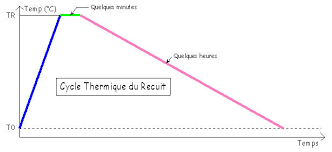 TR
Temp (°C)
Quelques minutes
Quelques heures
Cycle Thermique du Recuit
T0
Temps